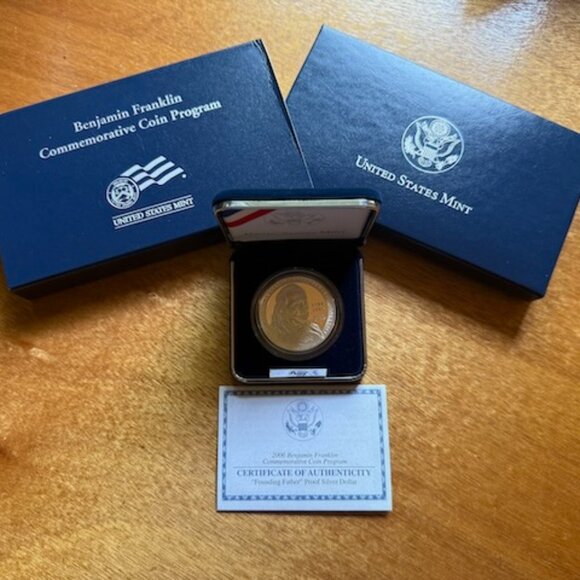 Benjamin Franklin
Commemorative Coin Program
UNITED STATES MINT
UNITED STATES MINT
2006 Benjamin Franklin
Commemorative Coin Program
CERTIFICATE OF AUTHENTICITY
"Founding Father" Proof Silver Dollar